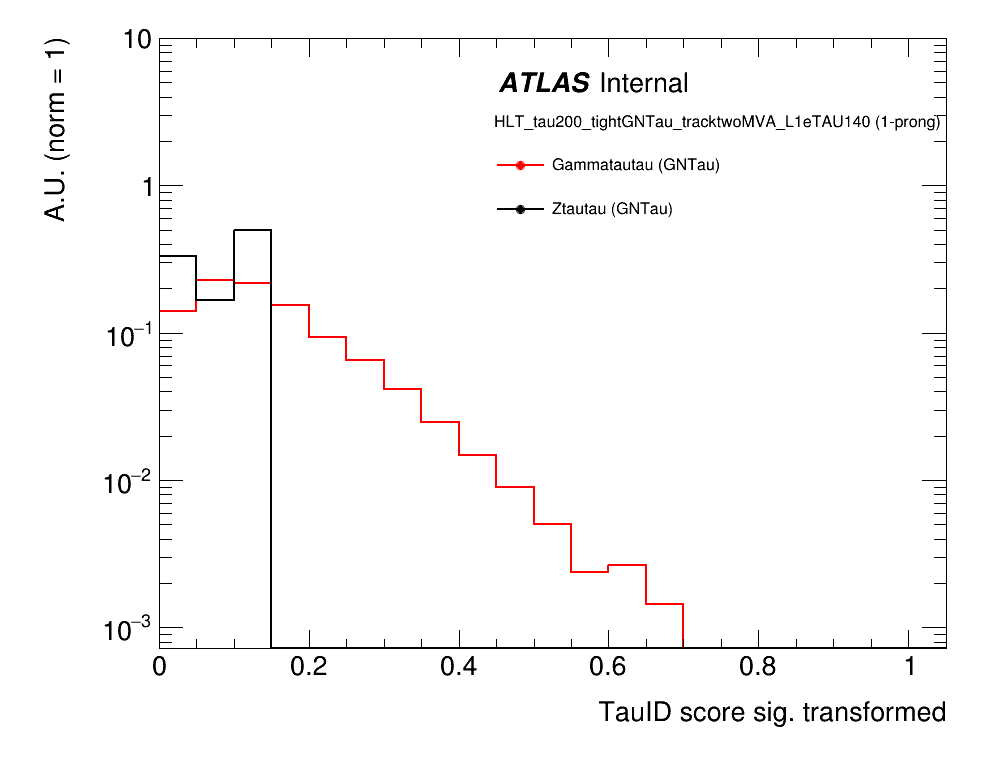 A.U. (norm = 1)
10
1
10⁻¹
10⁻²
10⁻³
ATLAS Internal
HLT_tau200_tightGNTau_tracktwoMVA_L1eTAU140 (1-prong)
Gammatautau (GNTau)
Ztautau (GNTau)
0 0.2 0.4 0.6 0.8 1
TauID score sig. transformed